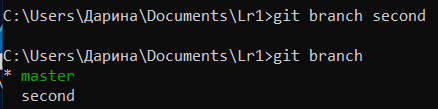 C:\Users\Дарина\Documents\Lr1>git branch second
C:\Users\Дарина\Documents\Lr1>git branch
* master
  second